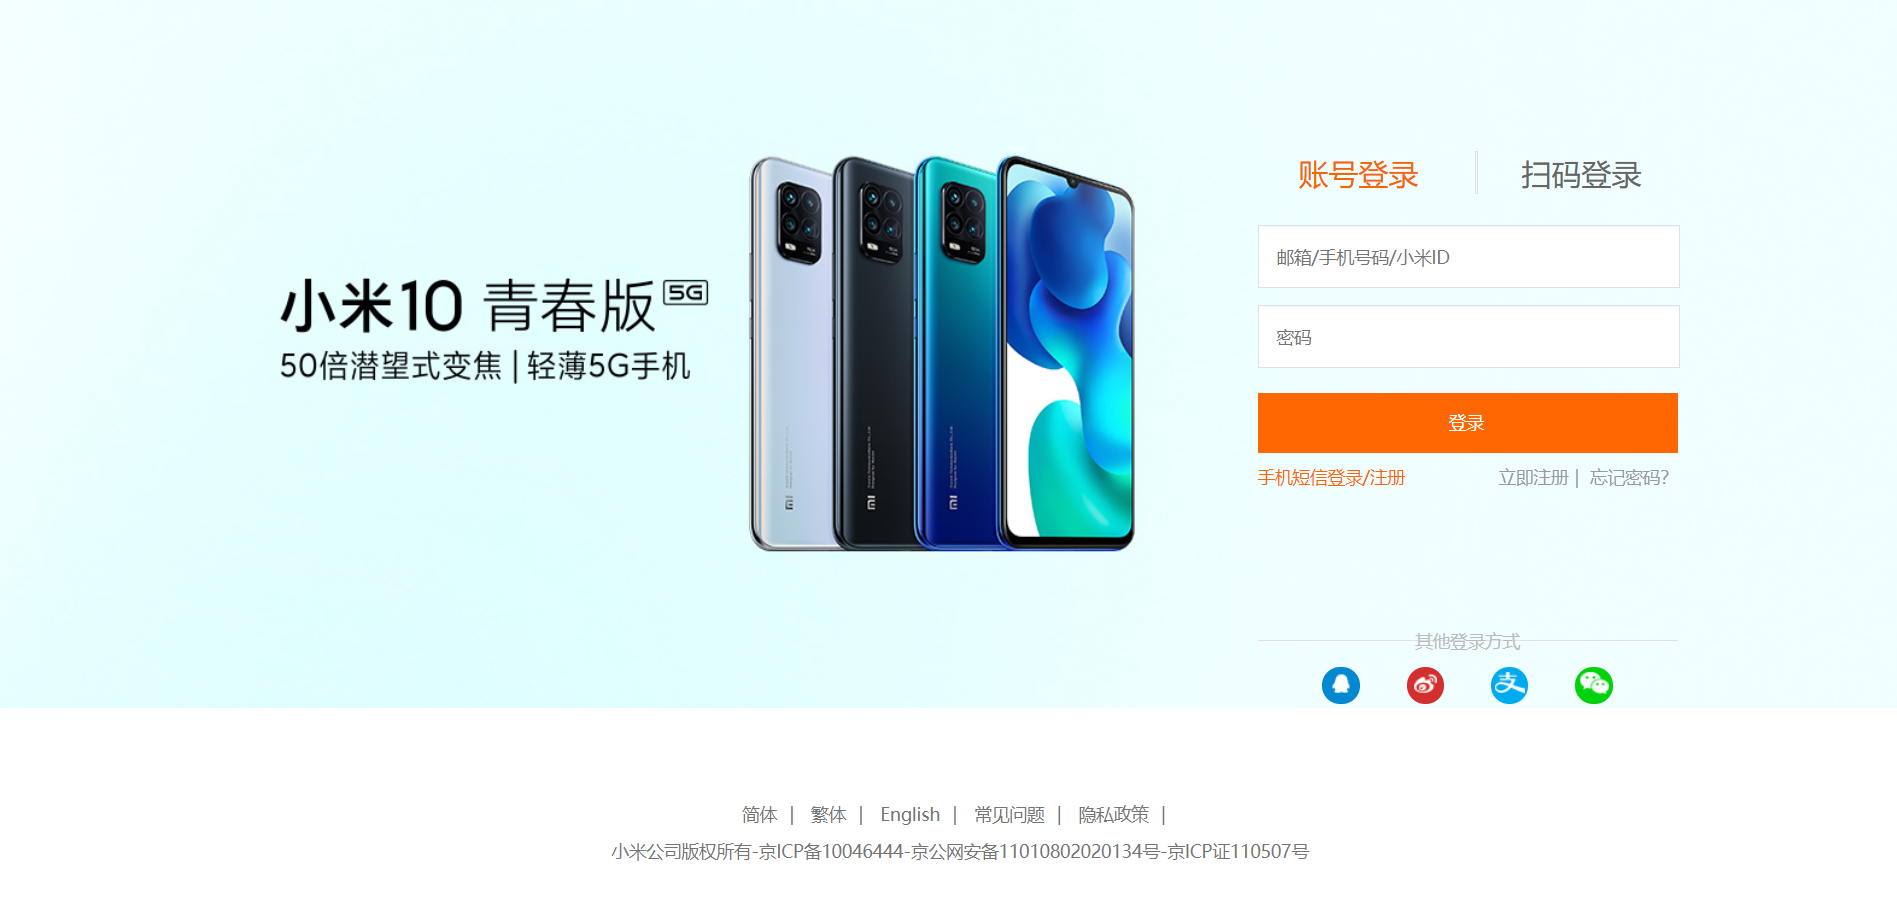 账号登录
扫码登录
邮箱/手机号码/小米ID
密码
登录
手机短信登录/注册
立即注册 | 忘记密码?
其他登录方式
小米10 青春版 5G
50倍潜望式变焦 | 轻薄5G手机
简体 | 繁体 | English | 常见问题 | 隐私政策 |
小米公司版权所有-京ICP备10046444-京公网安备11010802020134号-京ICP证110507号